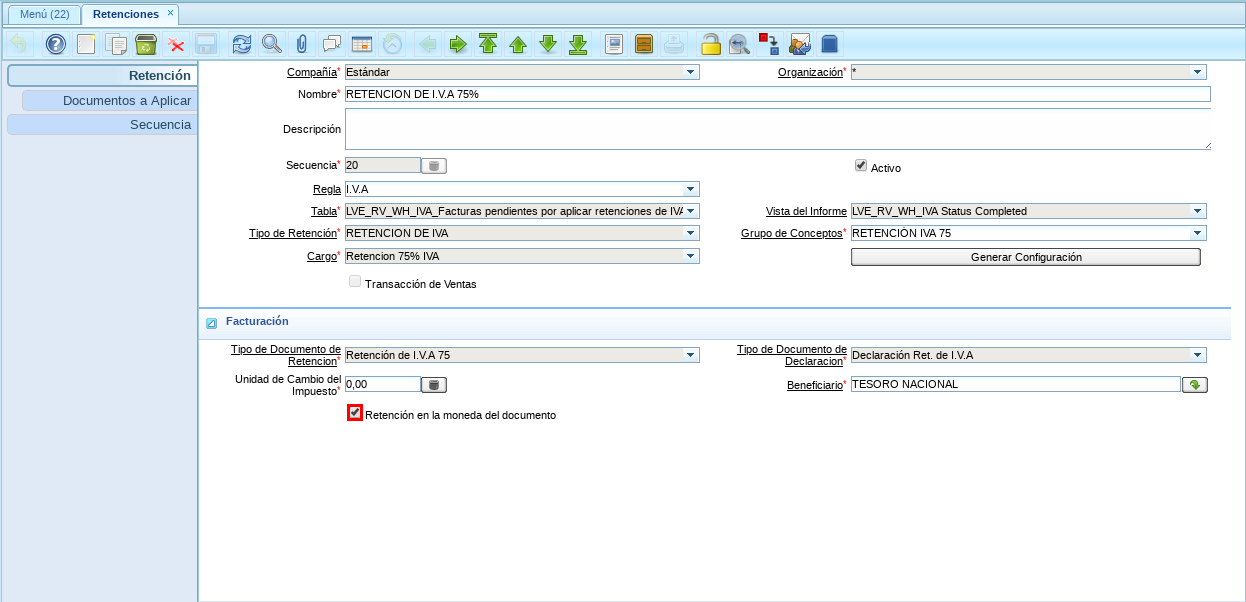 Menú (22)
Retenciones ×
Retención
Documentos a Aplicar
Secuencia
Compañía* Estándar
Organización* *
Nombre* RETENCION DE I.V.A 75%
Descripción
Secuencia* 20
Activo
Regla I.V.A
Tabla* LVE_RV_WH_IVA_Facturas pendientes por aplicar retenciones de IVA
Vista del Informe LVE_RV_WH_IVA Status Completed
Tipo de Retención* RETENCION DE IVA
Grupo de Conceptos* RETENCIÓN IVA 75
Cargo* Retencion 75% IVA
Generar Configuración
Transacción de Ventas
Facturación
Tipo de Documento de
Retencion* Retención de I.V.A 75
Tipo de Documento de
Declaracion* Declaración Ret. de I.V.A
Unidad de Cambio del
Impuesto* 0,00
Beneficiario* TESORO NACIONAL
Retención en la moneda del documento